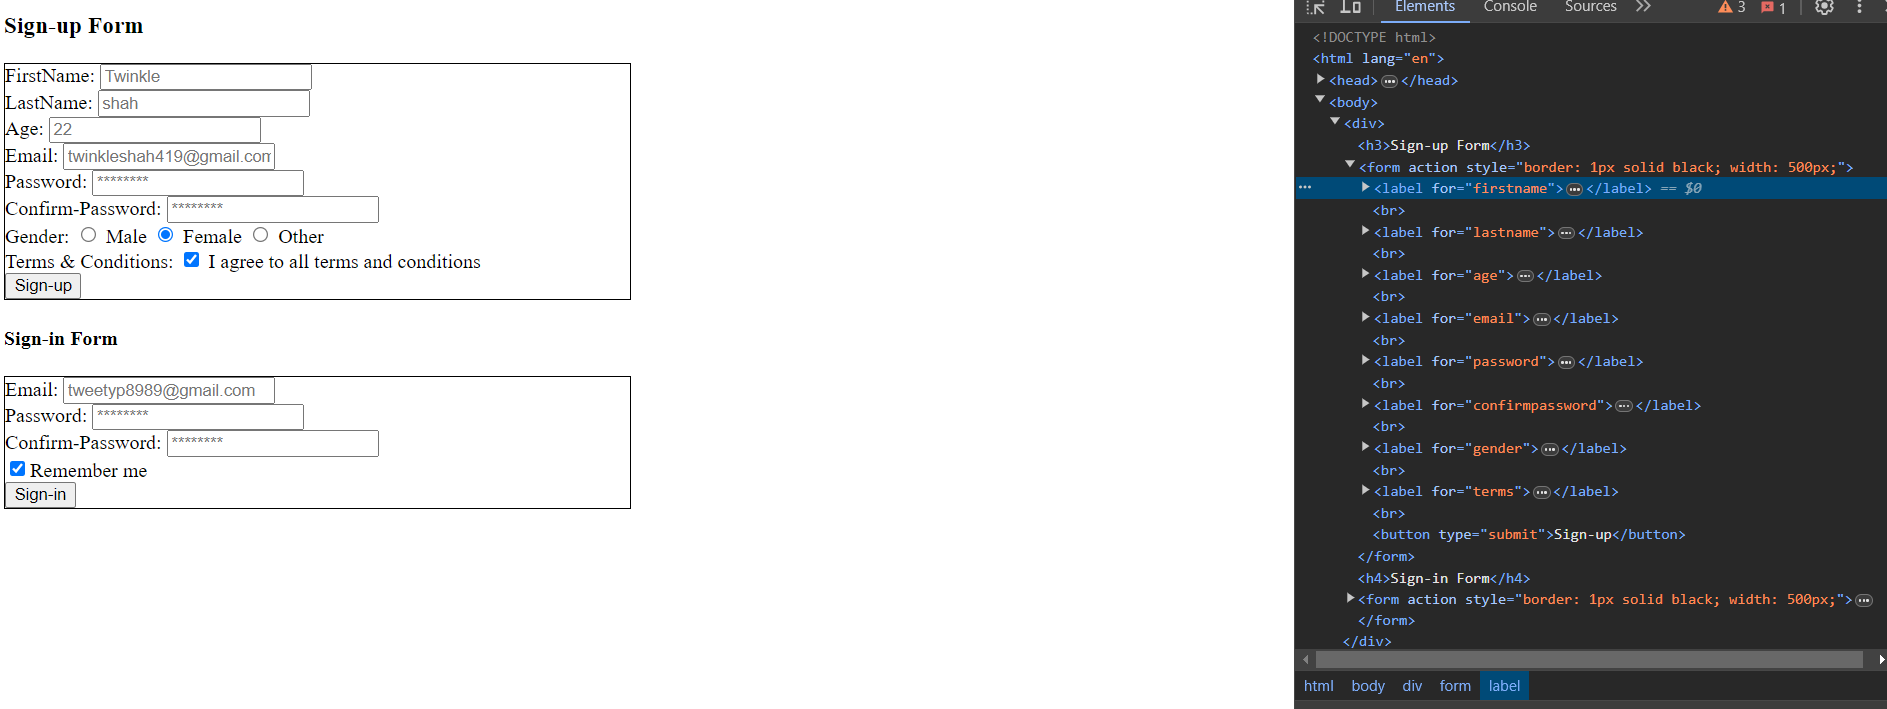 Sign-up Form
FirstName: Twinkle
LastName: shah
Age: 22
Email: twinkleshah419@gmail.com
Password: ********
Confirm-Password: ********
Gender: Male Female Other
Terms & Conditions: I agree to all terms and conditions
Sign-up
Sign-in Form
Email: tweetyp8989@gmail.com
Password: ********
Confirm-Password: ********
Remember me
Sign-in
Elements Console Sources 3 1
<!DOCTYPE html>
<html lang="en">
<head>…</head>
<body>
<div>
<h3>Sign-up Form</h3>
<form action style="border: 1px solid black; width: 500px;">
<label for="firstname">…</label> == $0
<br>
<label for="lastname">…</label>
<br>
<label for="age">…</label>
<br>
<label for="email">…</label>
<br>
<label for="password">…</label>
<br>
<label for="confirmpassword">…</label>
<br>
<label for="gender">…</label>
<br>
<label for="terms">…</label>
<br>
<button type="submit">Sign-up</button>
</form>
<h4>Sign-in Form</h4>
<form action style="border: 1px solid black; width: 500px;">…
</form>
</div>
html body div form label